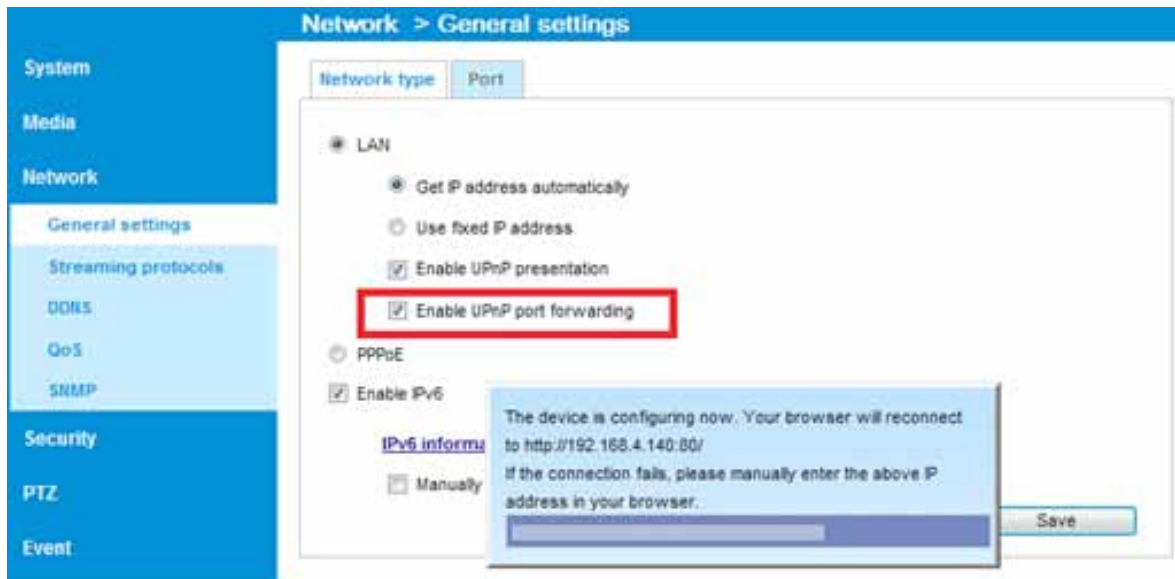 Network > General settings
System
Media
Network
General settings
Streaming protocols
DDNS
QoS
SNMP
Security
PTZ
Event
Network type
Port
LAN
Get IP address automatically
Use fixed IP address
Enable UPnP presentation
Enable UPnP port forwarding
PPPoE
Enable IPv6
IPv6 informa
Manually
The device is configuring now. Your browser will reconnect
to http://192.168.4.140:80/
If the connection fails, please manually enter the above IP
address in your browser.
Save